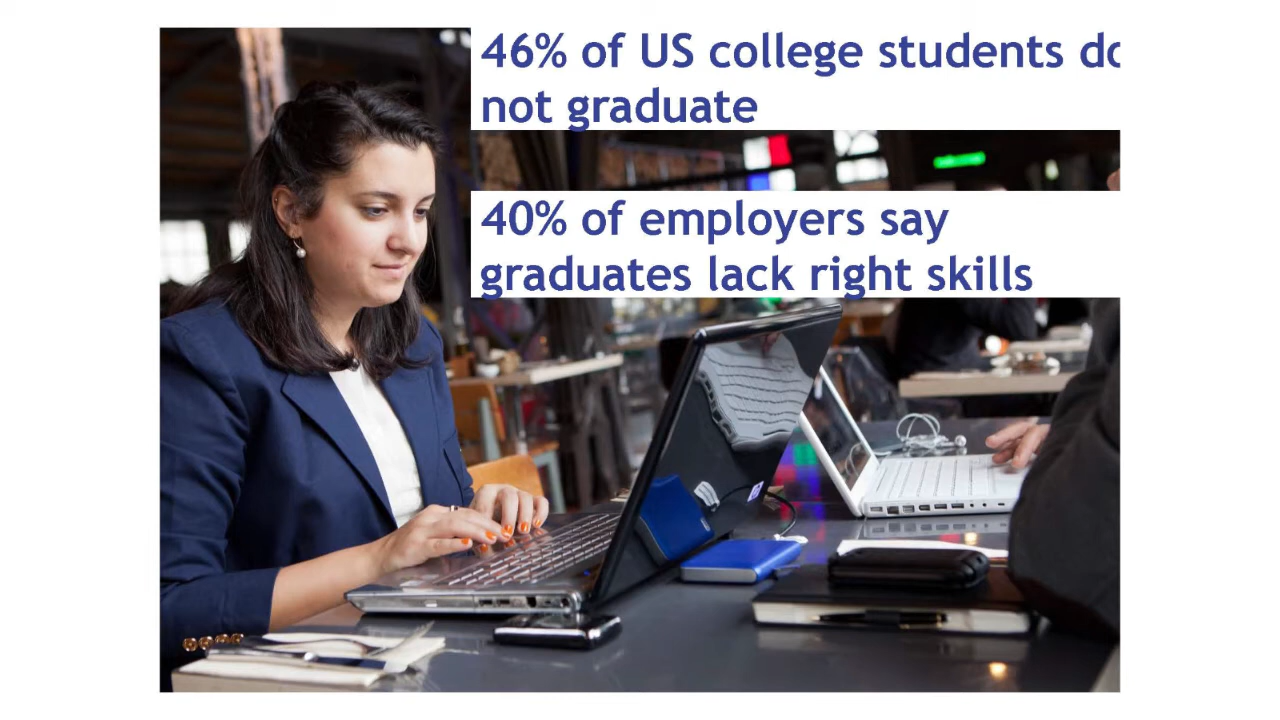 46% of US college students do
not graduate
40% of employers say
graduates lack right skills